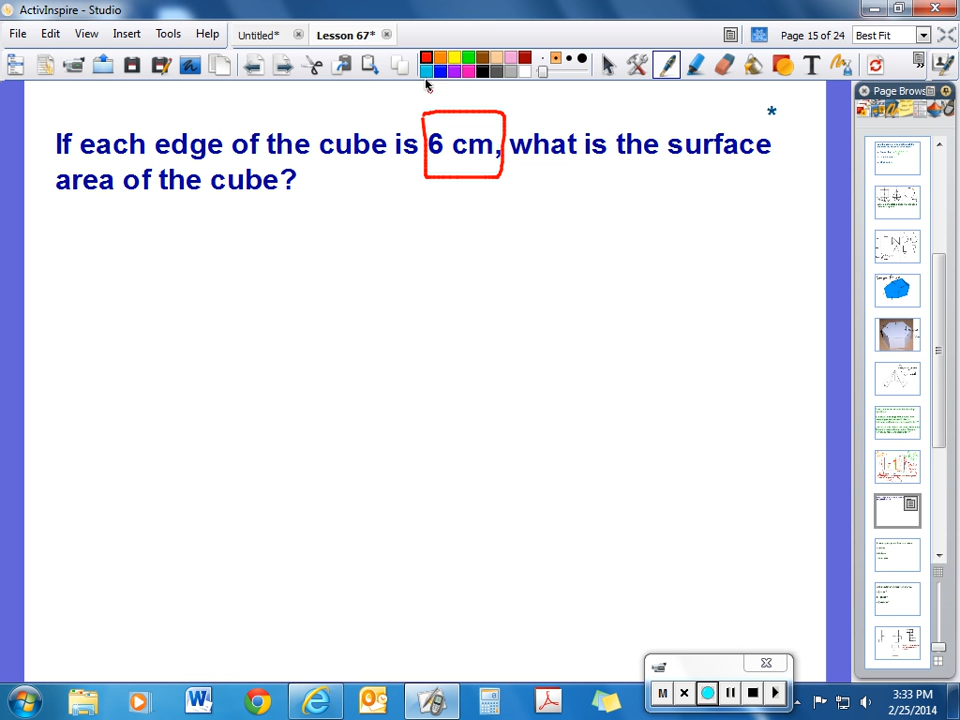 ActivInspire - Studio
File Edit View Insert Tools Help
Untitled* Lesson 67*
Page 15 of 24 Best Fit
T
Page Brows
*
If each edge of the cube is 6 cm, what is the surface
area of the cube?
M
3:33 PM
2/25/2014